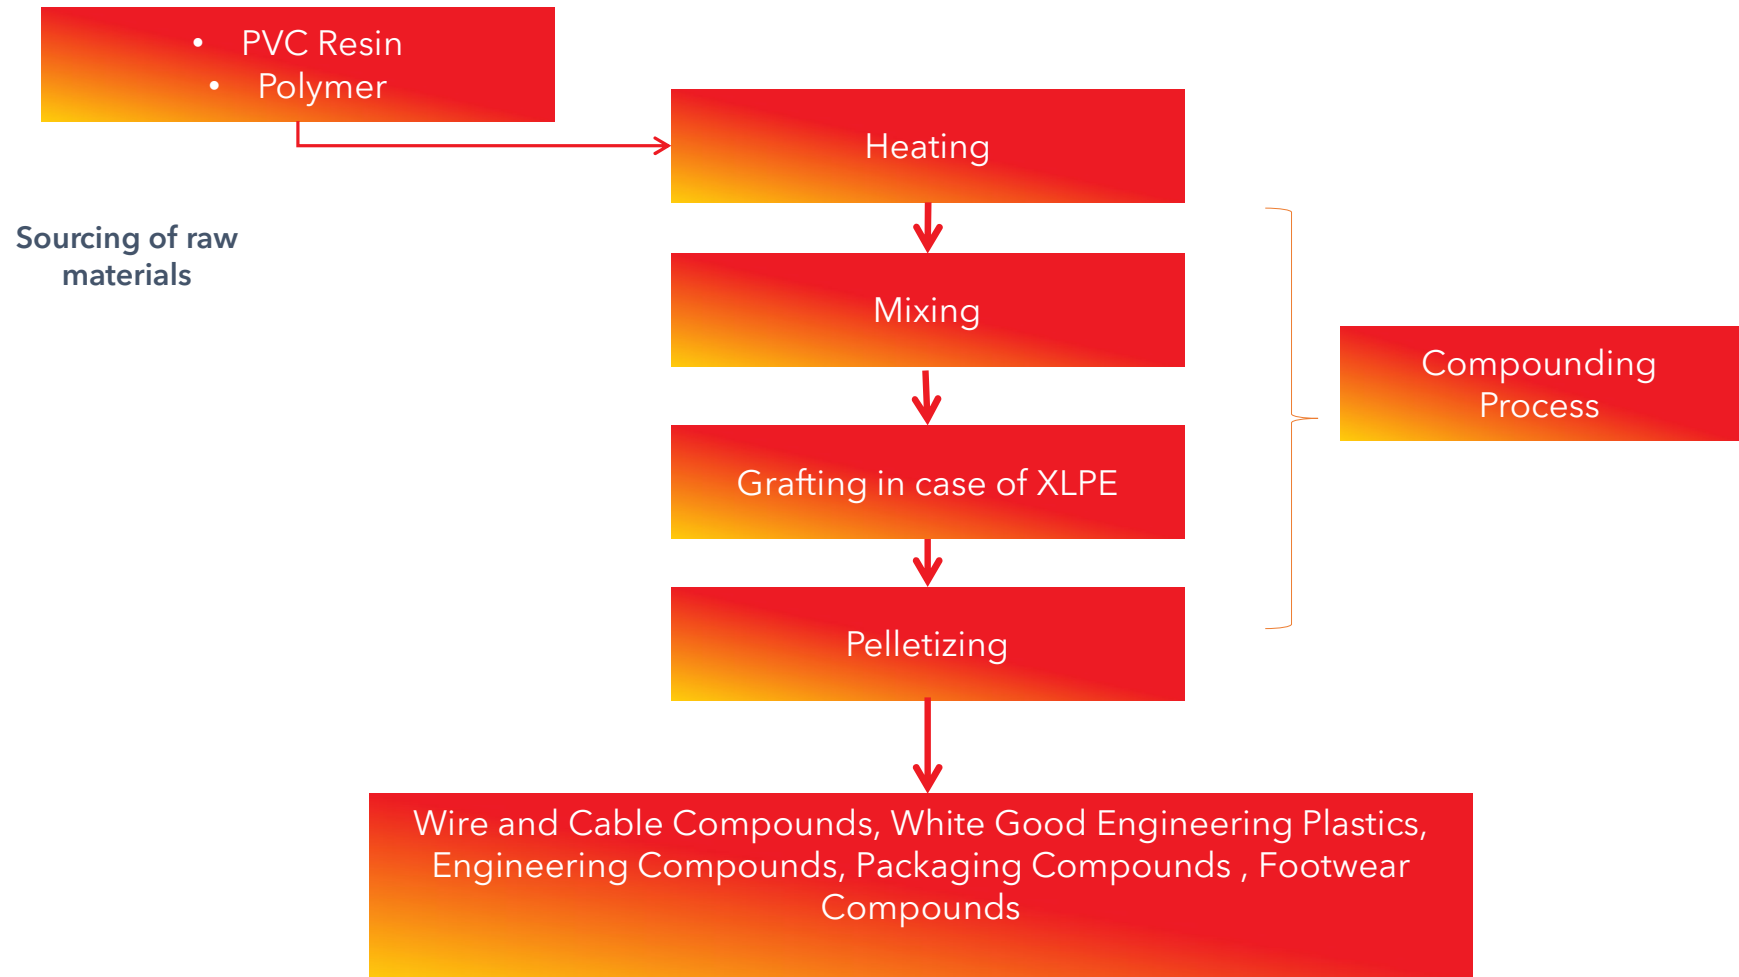 • PVC Resin
• Polymer
Heating
Sourcing of raw
materials
Mixing
Compounding
Process
Grafting in case of XLPE
Pelletizing
Wire and Cable Compounds, White Good Engineering Plastics,
Engineering Compounds, Packaging Compounds , Footwear
Compounds